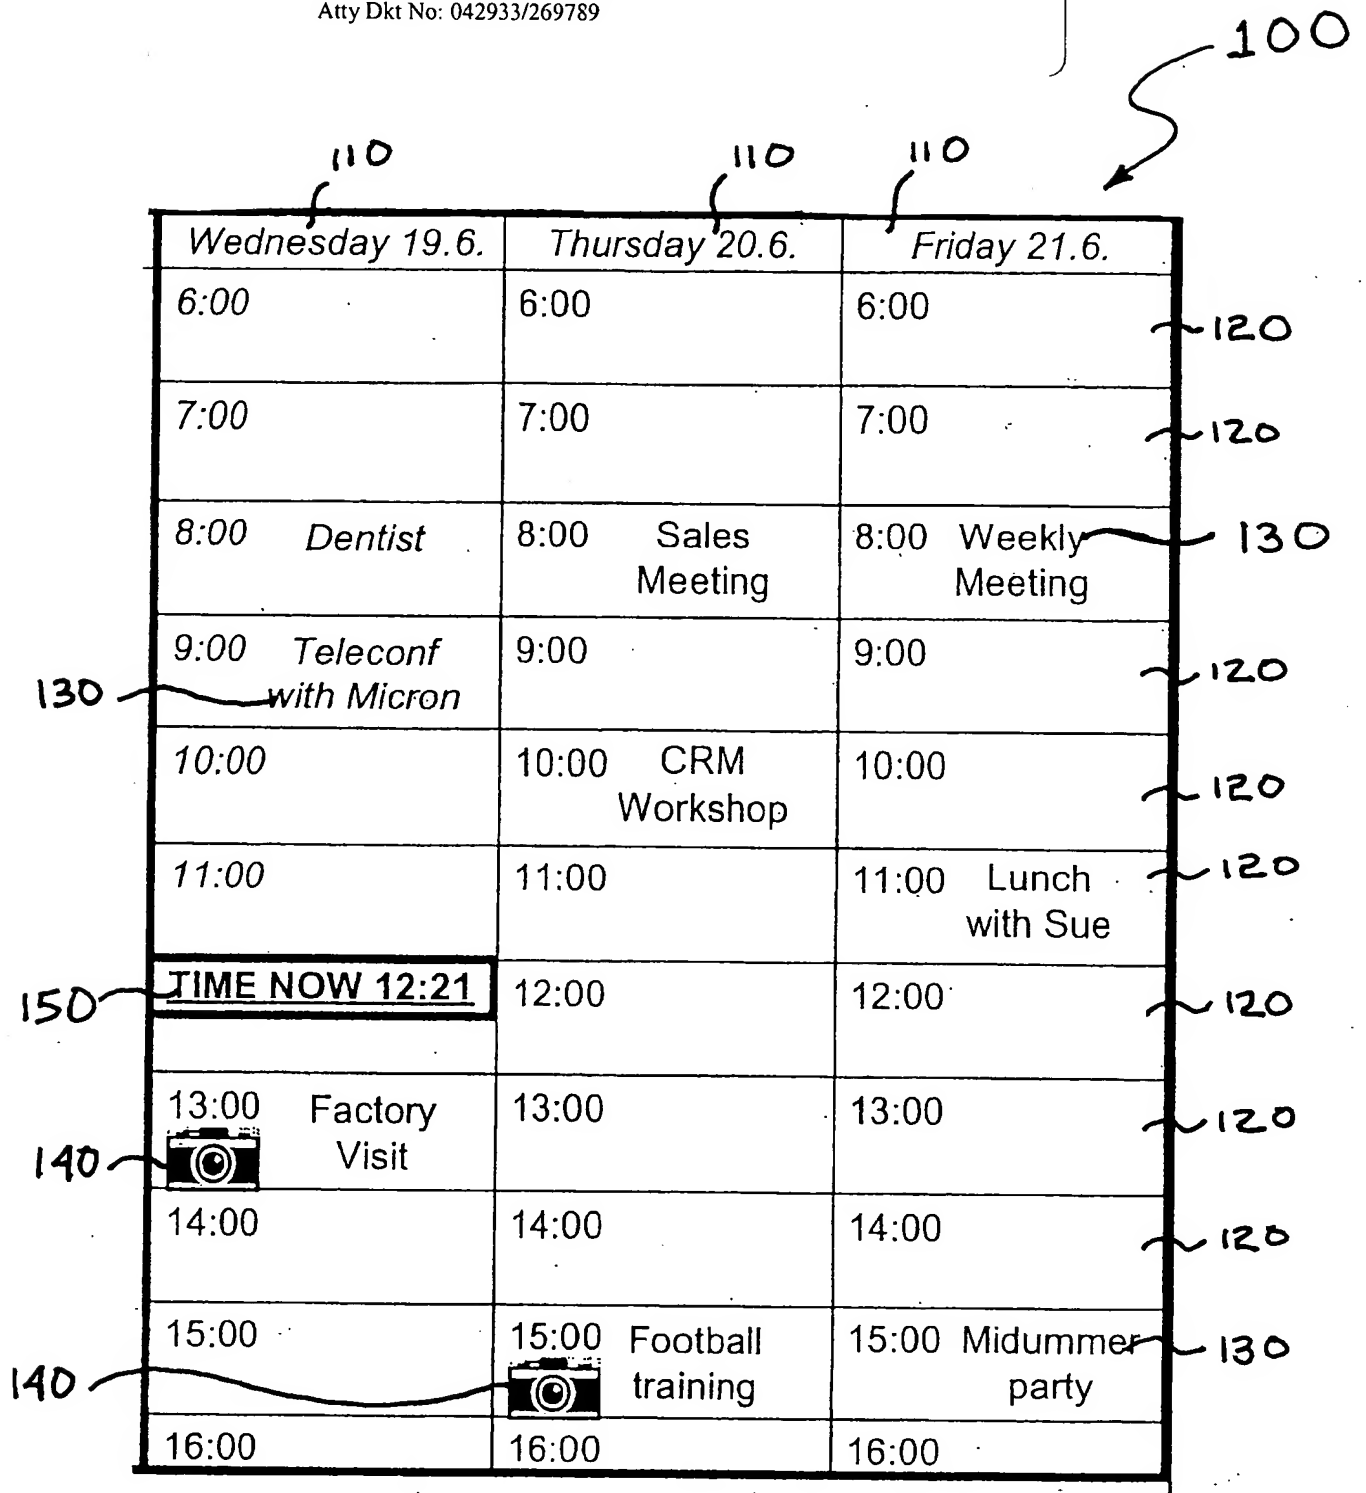 Atty Dkt No: 042933/269789
100
110 110 110
Wednesday 19.6. Thursday 20.6. Friday 21.6.
6:00 6:00 6:00 120
7:00 7:00 7:00 120
8:00 Dentist 8:00 Sales 8:00 Weekly 130
Meeting Meeting
9:00 Teleconf 9:00 9:00 120
130 with Micron
10:00 10:00 CRM 10:00 120
Workshop
11:00 11:00 11:00 Lunch 120
with Sue
150 TIME NOW 12:21 12:00 12:00 120
13:00 Factory 13:00 13:00 120
140 Visit
14:00 14:00 14:00 120
15:00 15:00 Football 15:00 Midummer 130
140 training party
16:00 16:00 16:00